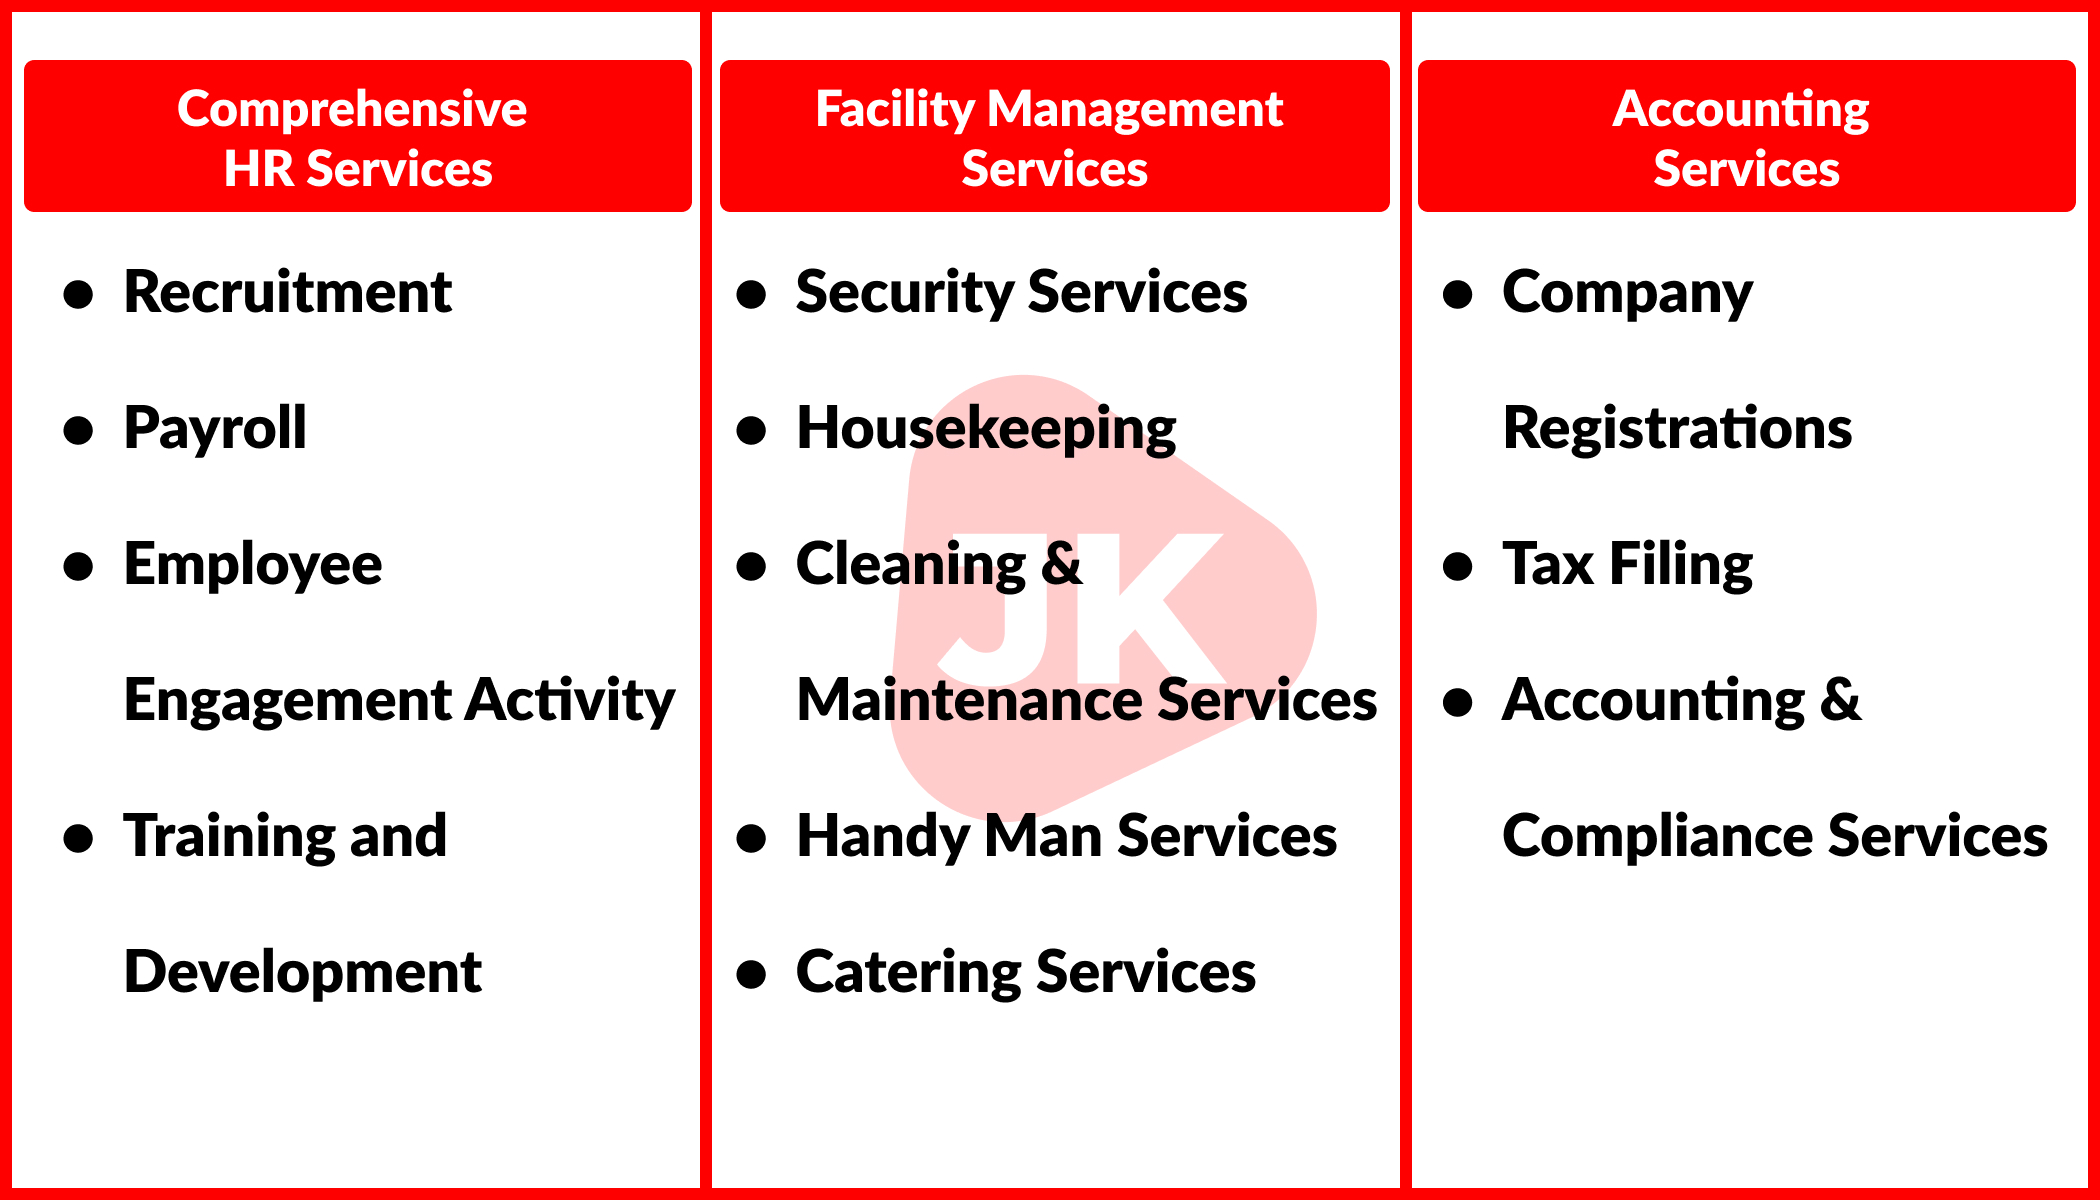 Comprehensive
HR Services
● Recruitment
● Payroll
● Employee
Engagement Activity
● Training and
Development
Facility Management
Services
● Security Services
● Housekeeping
● Cleaning &
Maintenance Services
● Handy Man Services
● Catering Services
JK
Accounting
Services
● Company
Registrations
● Tax Filing
● Accounting &
Compliance Services